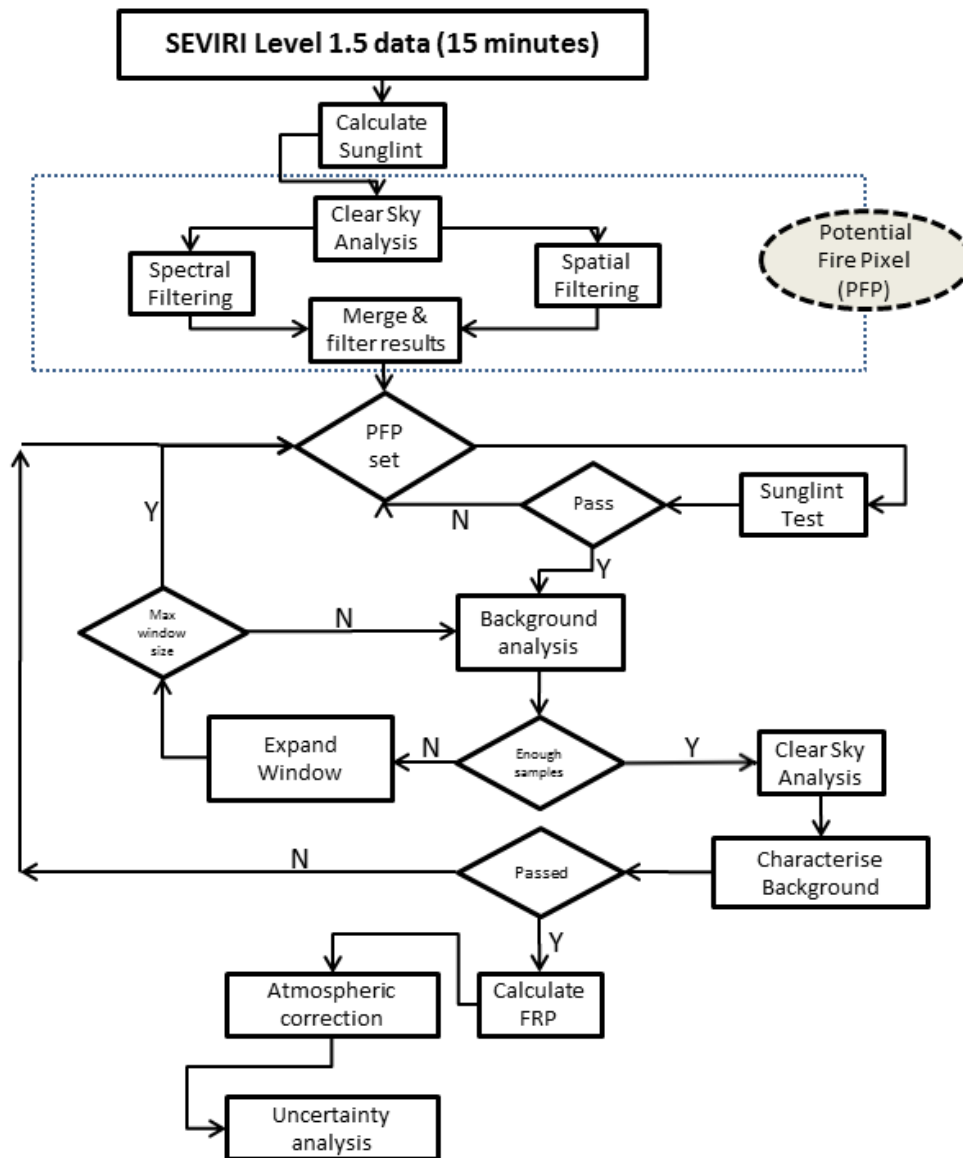 SEVIRI Level 1.5 data (15 minutes)
Calculate
Sunglint
Clear Sky
Analysis
Potential
Fire Pixel
(PFP)
Spectral
Filtering
Spatial
Filtering
Merge &
filter results
PFP
set
Y
N
Pass
Sunglint
Test
Y
Max
window
size
N
Background
analysis
Expand
Window
N
Enough
samples
Y
Clear Sky
Analysis
N
Passed
Characterise
Background
Y
Atmospheric
correction
Calculate
FRP
Uncertainty
analysis